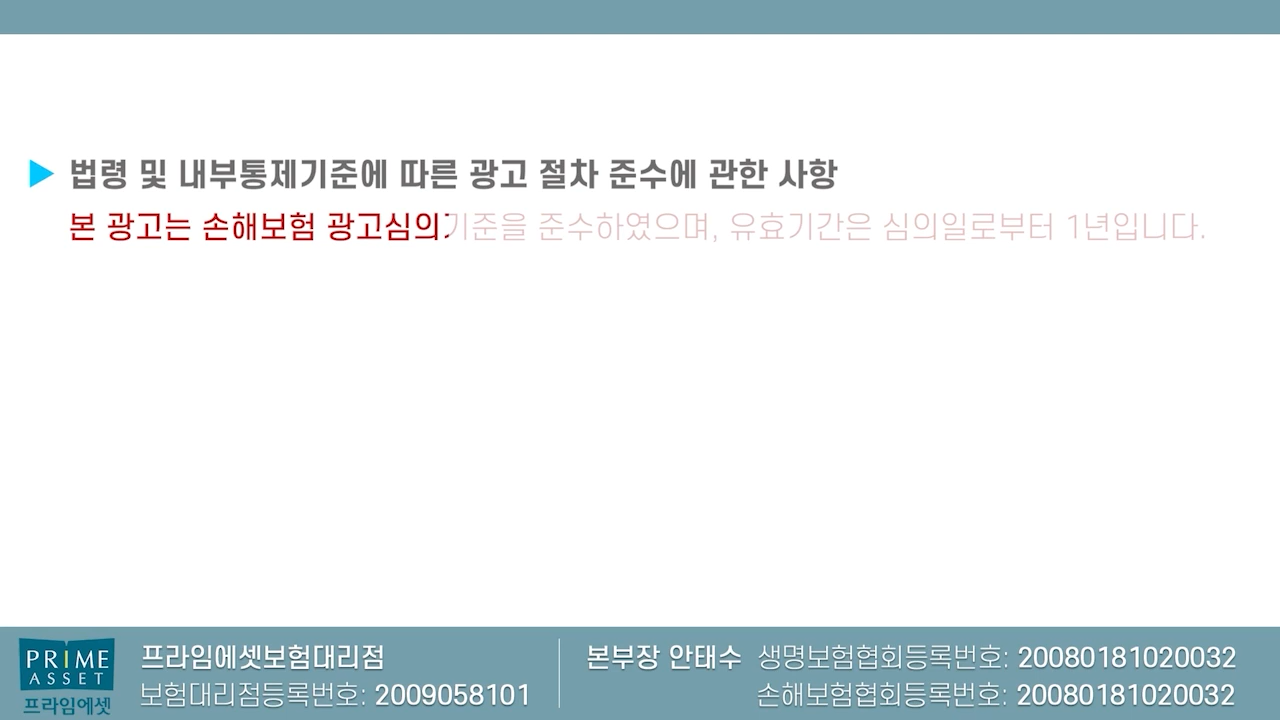 ▶ 법령 및 내부통제기준에 따른 광고 절차 준수에 관한 사항
본 광고는 손해보험 광고심의기준을 준수하였으며, 유효기간은 심의일로부터 1년입니다.
PRIME
ASSET
프라임에셋
프라임에셋보험대리점
보험대리점등록번호: 2009058101
본부장 안태수 생명보험협회등록번호: 20080181020032
손해보험협회등록번호: 20080181020032